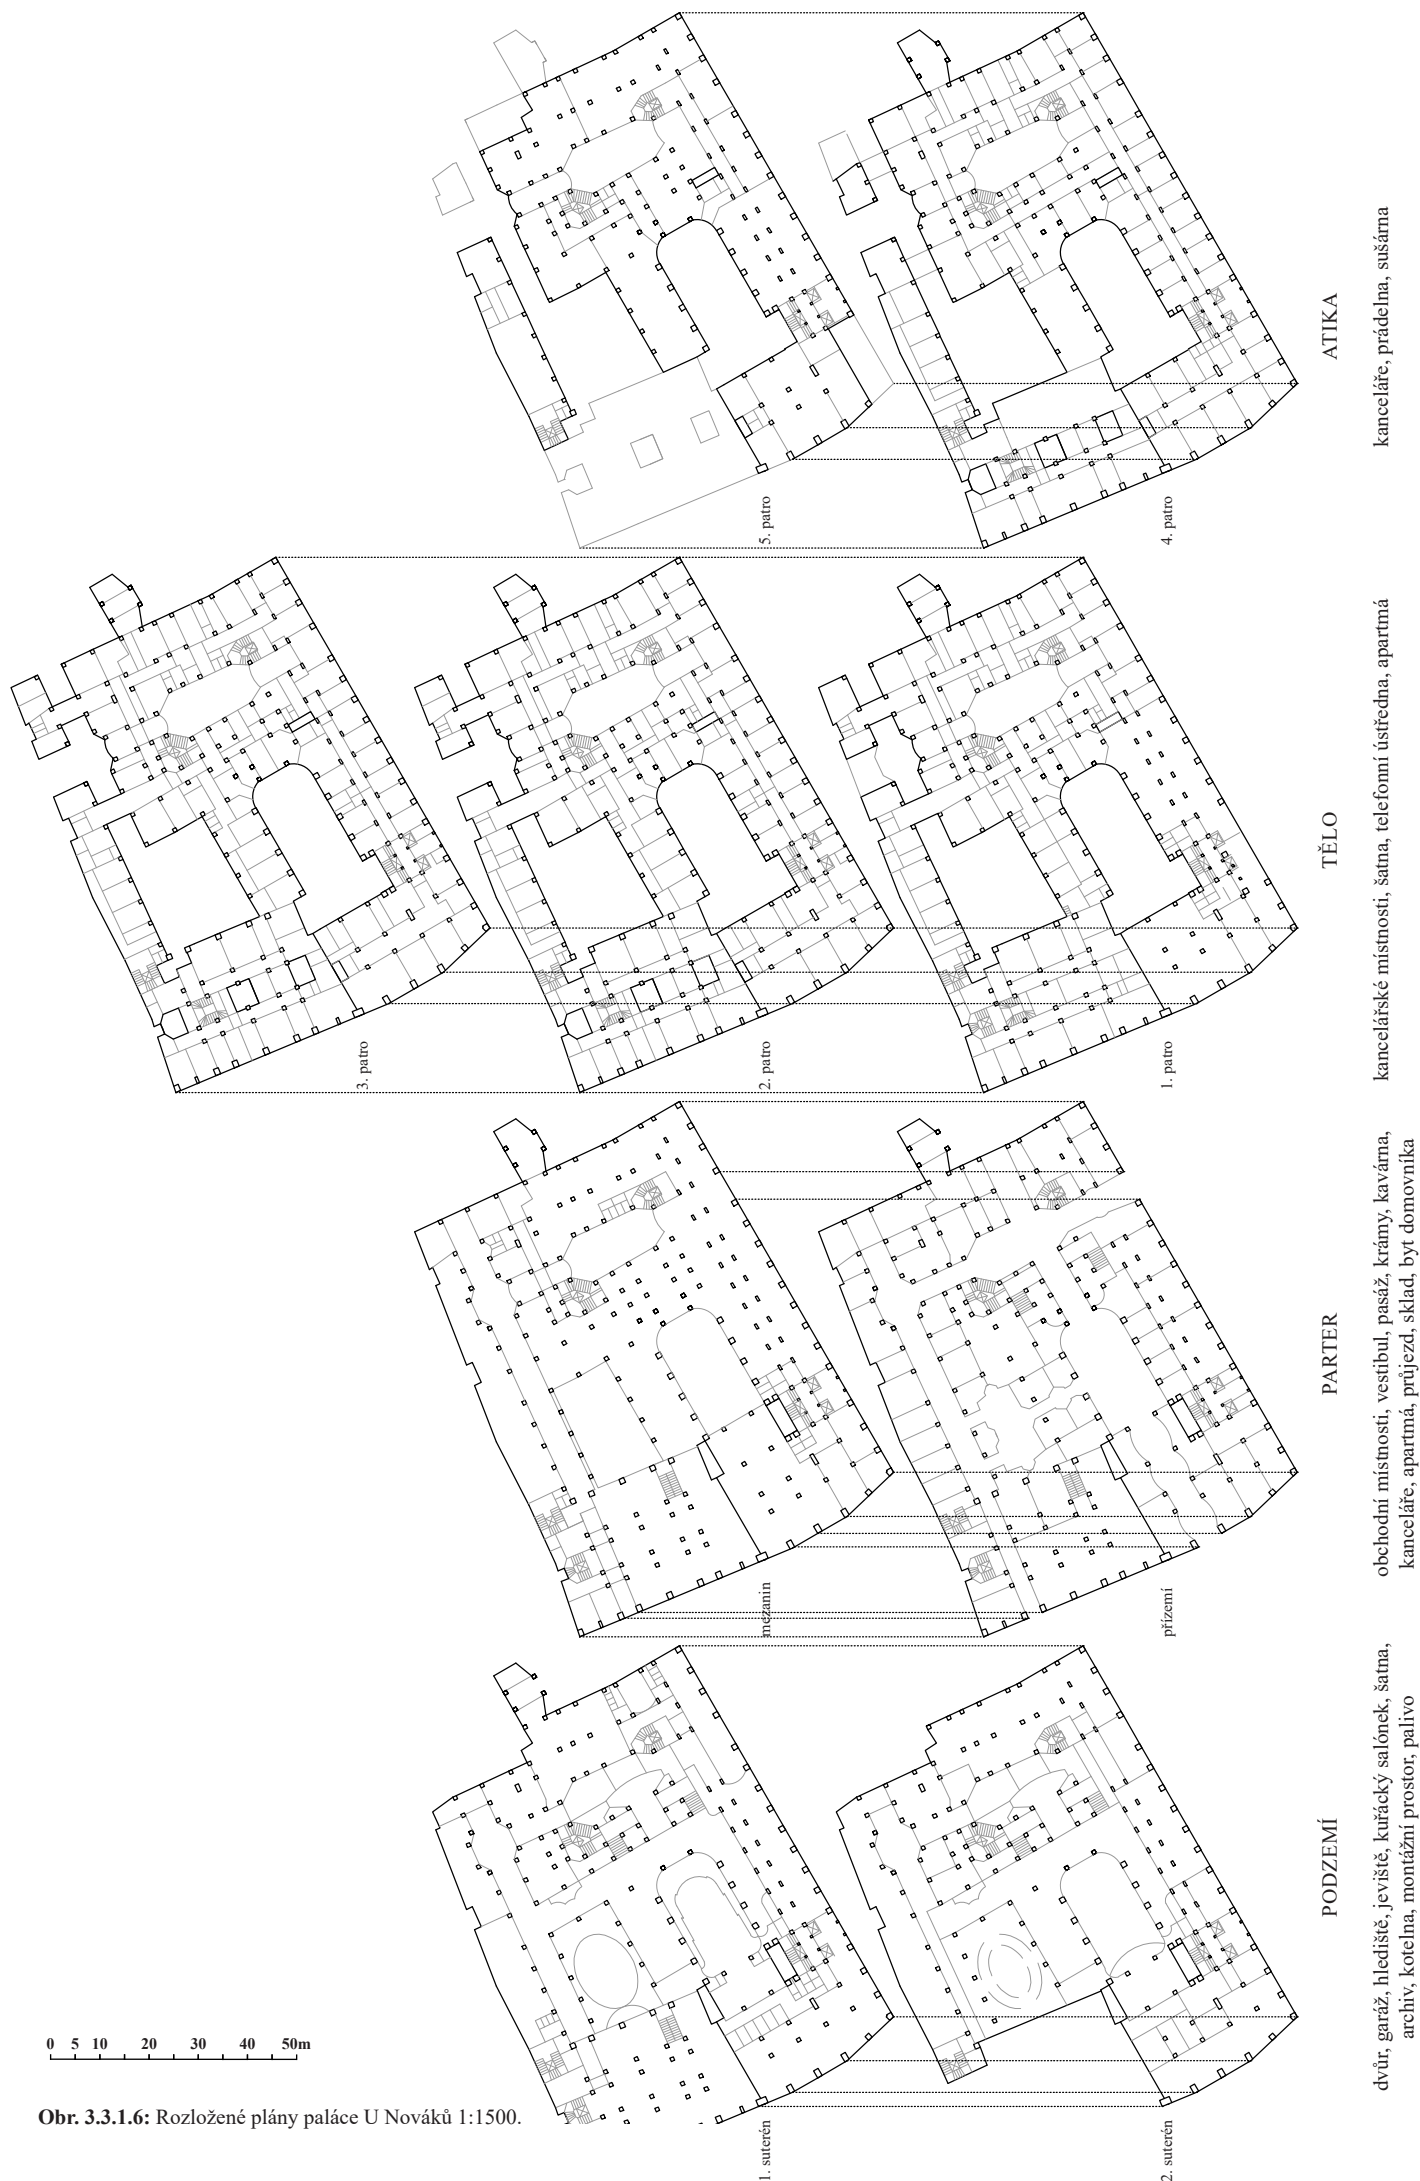 5. patro
4. patro
ATIKA
kanceláře, prádelna, sušárna
3. patro
2. patro
1. patro
TĚLO
kancelářské místnosti, šatna, telefonní ústředna, apartmá
mezanin
přízemí
PARTER
obchodní místnosti, vestibul, pasáž, krámy, kavárna,
kanceláře, apartmá, průjezd, sklad, byt domovníka
1. suterén
2. suterén
PODZEMÍ
dvůr, garáž, hlediště, jeviště, kuřácký salónek, šatna,
archiv, kotelna, montážní prostor, palivo
0 5 10 20 30 40 50m
Obr. 3.3.1.6: Rozložené plány paláce U Nováků 1:1500.